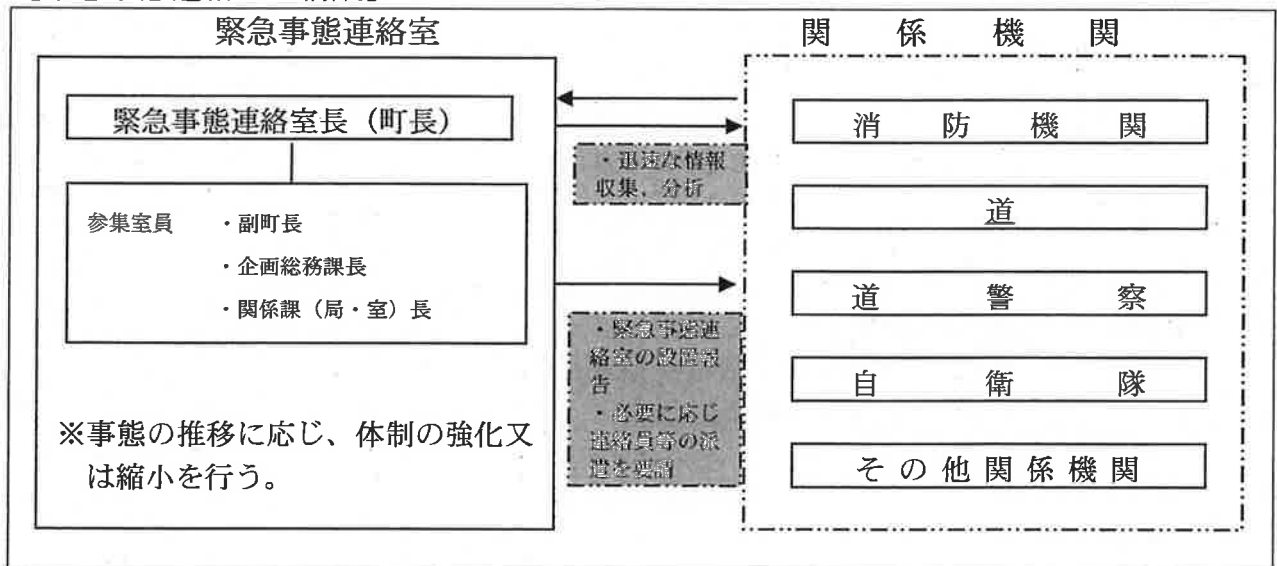 緊急事態連絡室
緊急事態連絡室長（町長）
参集室員 ・副町長
・企画総務課長
・関係課（局・室）長
※事態の推移に応じ、体制の強化又
は縮小を行う。
・迅速な情報
収集、分析
・緊急事態連
絡室の設置報
告
・必要に応じ
連絡員等の派
遣を要請
関係機関
消防機関
道
道警察
自衛隊
その他関係機関